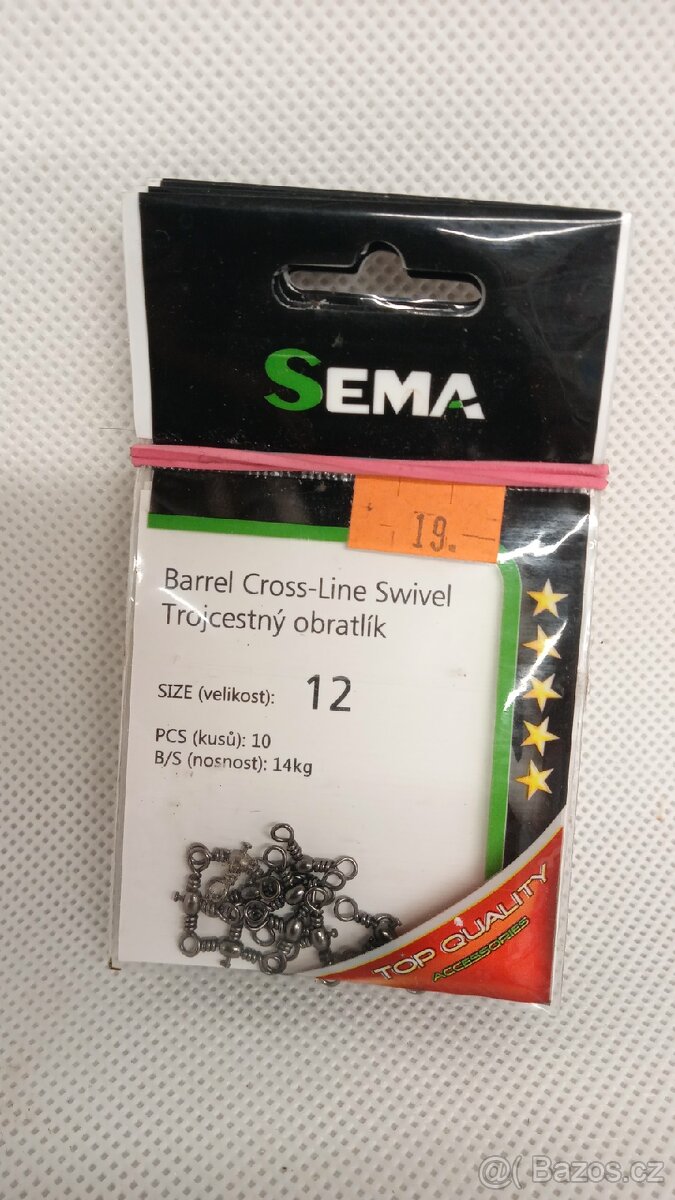 SEMA
19.-
Barrel Cross-Line Swivel
Trojcestný obratlík
SIZE (velikost): 12
PCS (kusů): 10
B/S (nosnost): 14kg
TOP QUALITY
ACCESSORIES
@( Bazos.cz